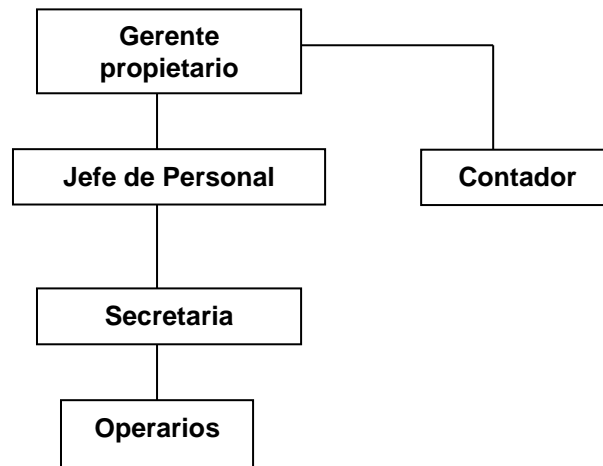 Gerente
propietario
Jefe de Personal
Contador
Secretaria
Operarios